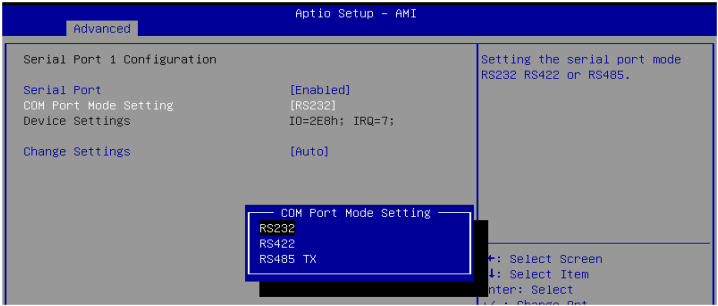 Aptio Setup – AMI
Advanced
Serial Port 1 Configuration
Serial Port [Enabled]
COM Port Mode Setting [RS232]
Device Settings IO=2E8h; IRQ=7;
Change Settings [Auto]
Setting the serial port mode
RS232 RS422 or RS485.
COM Port Mode Setting
RS232
RS422
RS485 TX
: Select Screen
: Select Item
nter: Select